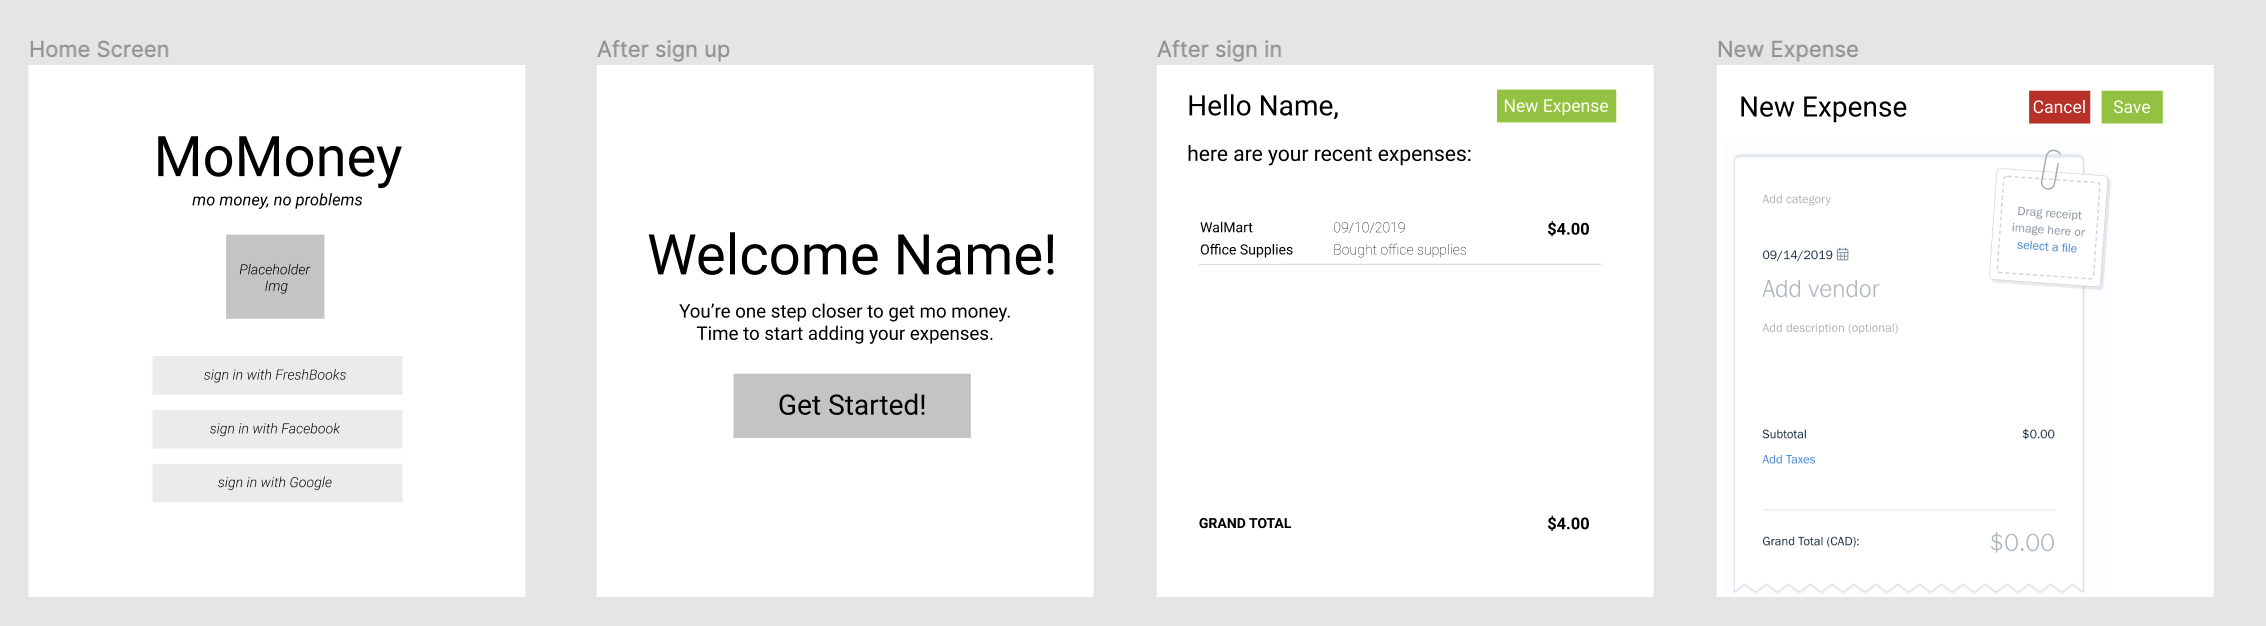 Home Screen
MoMoney
mo money, no problems
Placeholder
Img
sign in with FreshBooks
sign in with Facebook
sign in with Google
After sign up
Welcome Name!
You’re one step closer to get mo money.
Time to start adding your expenses.
Get Started!
After sign in
Hello Name,
New Expense
here are your recent expenses:
WalMart 09/10/2019 $4.00
Office Supplies Bought office supplies
GRAND TOTAL $4.00
New Expense
New Expense Cancel Save
Add category
Drag receipt
image here or
select a file
09/14/2019
Add vendor
Add description (optional)
Subtotal $0.00
Add Taxes
Grand Total (CAD): $0.00